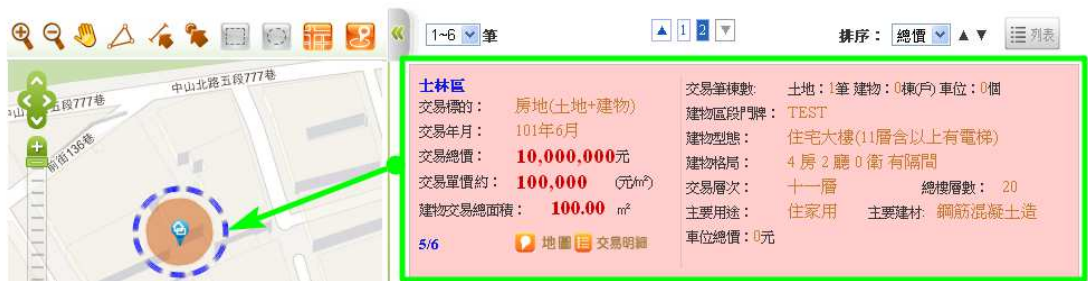 1~6 筆 1 2 排序： 總價 列表
中山北路五段777巷
五段777巷
前街136巷
士林區
交易標的： 房地(土地+建物)
交易年月： 101年6月
交易總價： 10,000,000元
交易單價約： 100,000 (元/m²)
建物交易總面積： 100.00 m²
5/6 地圖 交易明細
交易筆棟數: 土地：1筆 建物：0棟(戶) 車位：0個
建物區段門牌： TEST
建物型態： 住宅大樓(11層含以上有電梯)
建物格局： 4 房 2 廳 0 衛 有隔間
交易層次： 十一層 總樓層數： 20
主要用途： 住家用 主要建材: 鋼筋混凝土造
車位總價：0元